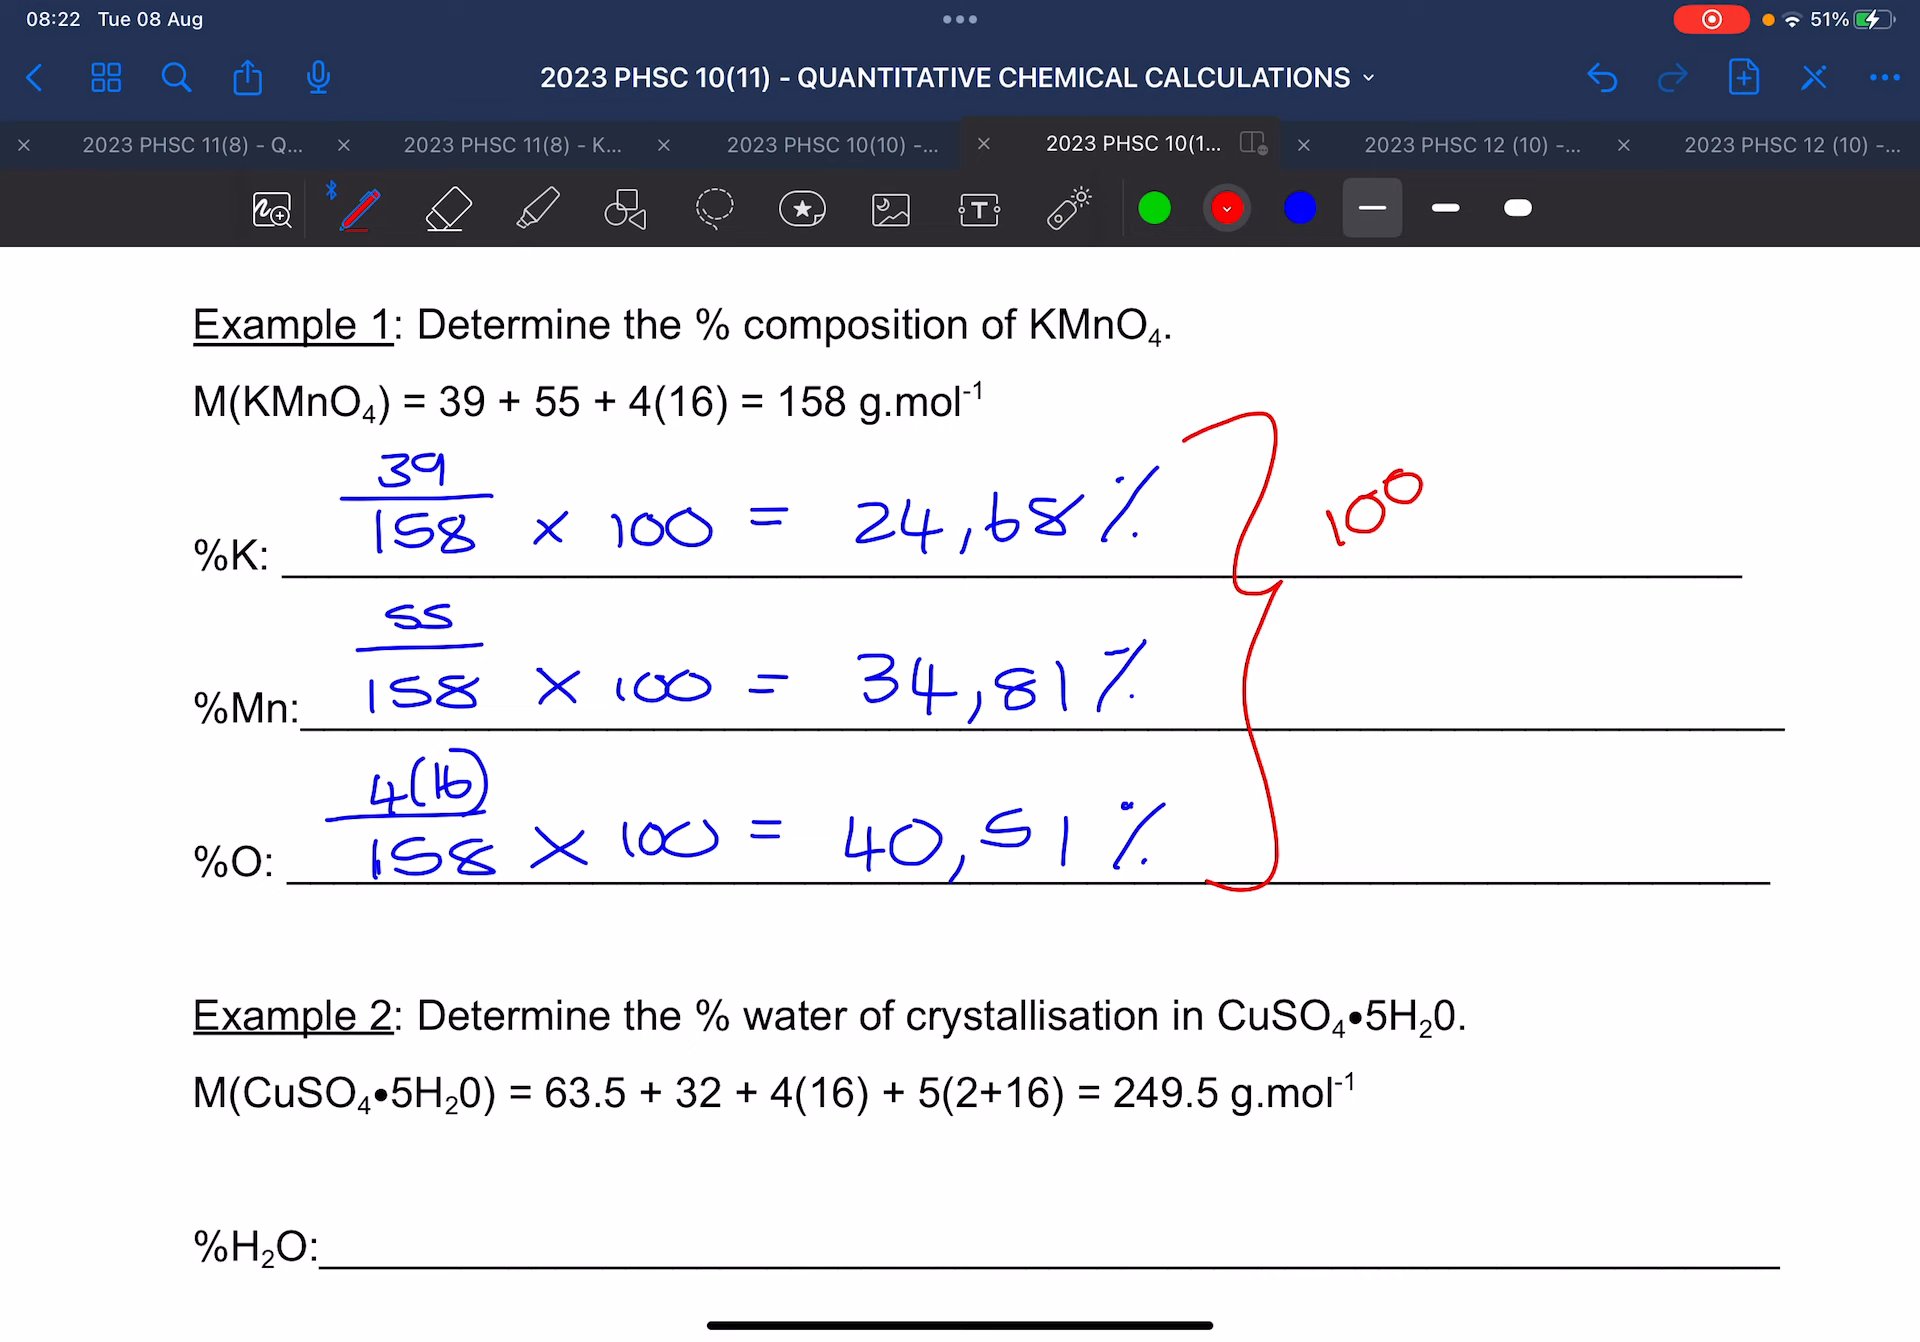 08:22 Tue 08 Aug
51%
2023 PHSC 10(11) - QUANTITATIVE CHEMICAL CALCULATIONS
2023 PHSC 11(8) - Q... 2023 PHSC 11(8) - K... 2023 PHSC 10(10) -... 2023 PHSC 10(1... 2023 PHSC 12 (10) -... 2023 PHSC 12 (10) -...
T
Example 1: Determine the % composition of KMnO₄.
M(KMnO₄) = 39 + 55 + 4(16) = 158 g.mol⁻¹
39
%K: 158 × 100 = 24,68%
100
55
%Mn: 158 × 100 = 34,81%
4(16)
%O: 158 × 100 = 40,51%
Example 2: Determine the % water of crystallisation in CuSO₄•5H₂0.
M(CuSO₄•5H₂0) = 63.5 + 32 + 4(16) + 5(2+16) = 249.5 g.mol⁻¹
%H₂O: